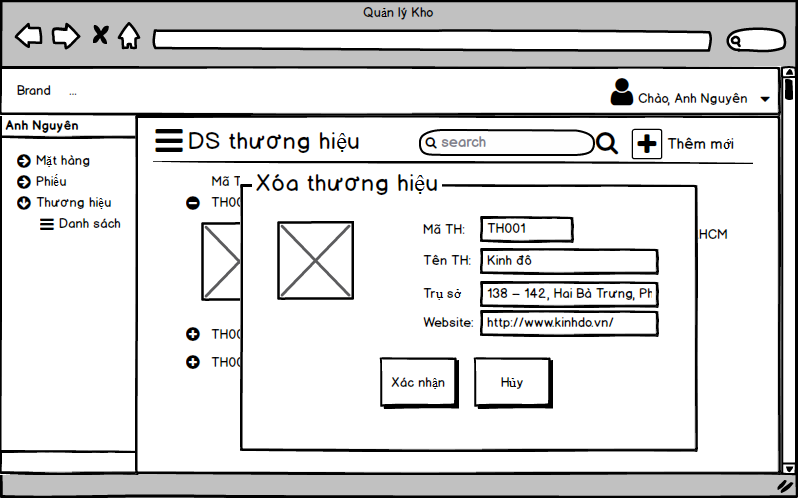 Quản lý Kho
Brand ...
Chào, Anh Nguyên
Anh Nguyên
Mặt hàng
Phiếu
Thương hiệu
Danh sách
DS thương hiệu
search
Thêm mới
Mã
TH00
HCM
TH00
TH00
Xóa thương hiệu
Mã TH:
TH001
Tên TH:
Kinh đô
Trụ sở
138 – 142, Hai Bà Trưng, Ph
Website:
http://www.kinhdo.vn/
Xác nhận
Hủy